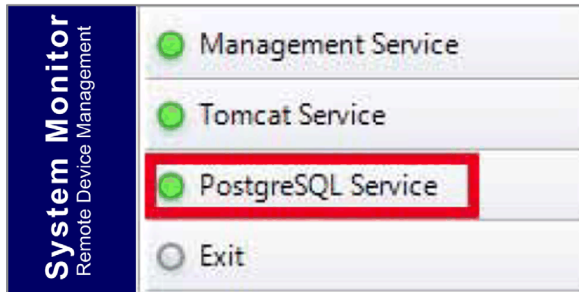 System Monitor
Remote Device Management
Management Service
Tomcat Service
PostgreSQL Service
Exit